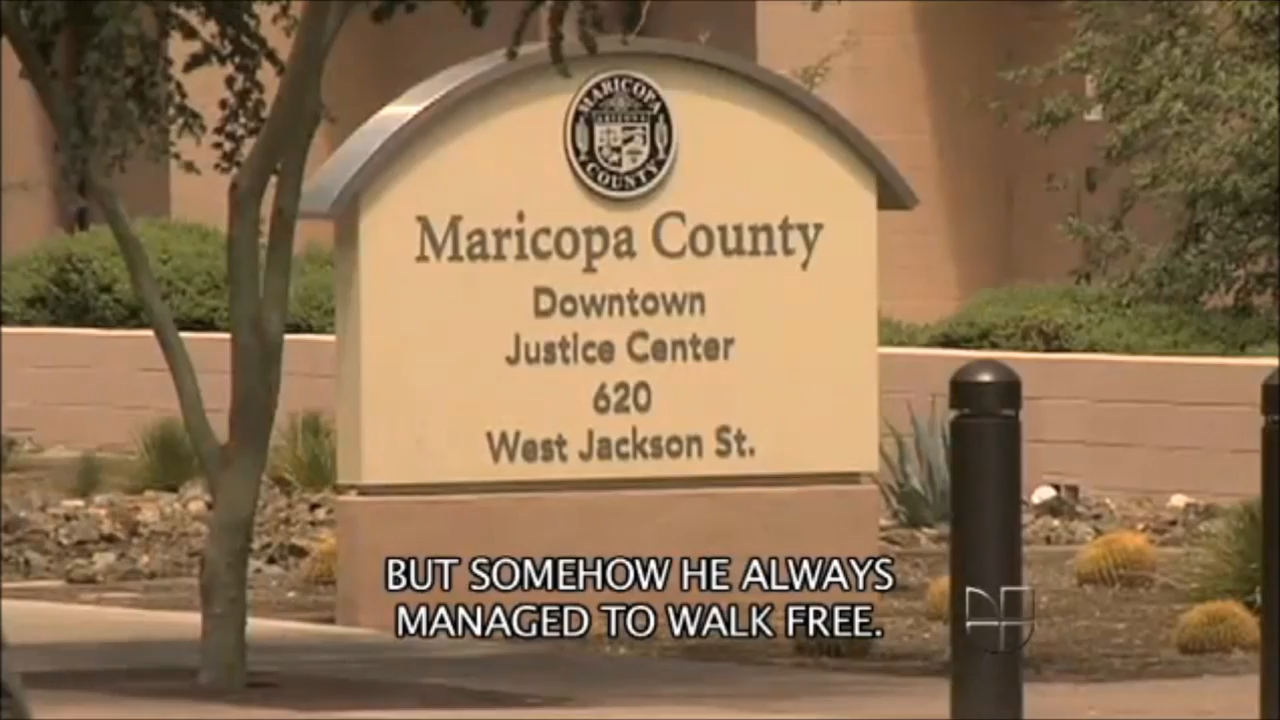 MARICOPA
ARIZONA
COUNTY
Maricopa County
Downtown
Justice Center
620
West Jackson St.
BUT SOMEHOW HE ALWAYS
MANAGED TO WALK FREE.